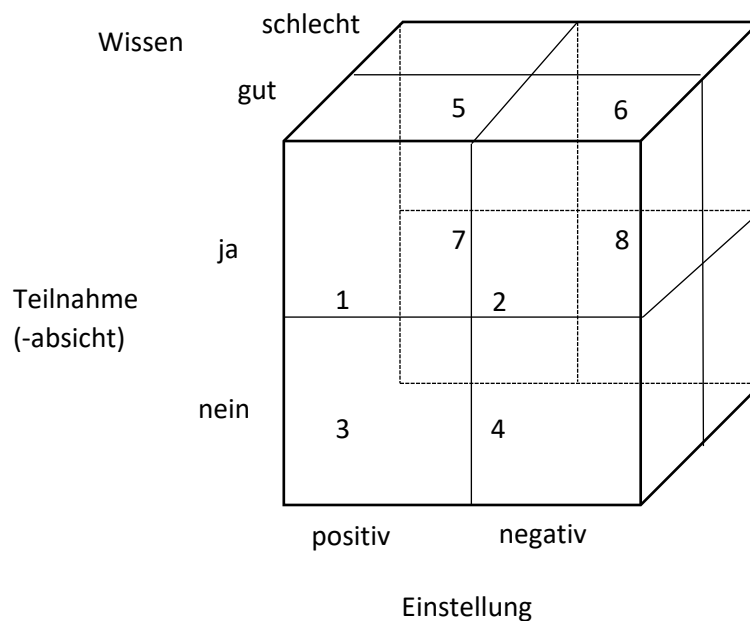 schlecht
Wissen
gut
5 6
ja
7 8
Teilnahme
(-absicht)
1 2
nein
3 4
positiv negativ
Einstellung